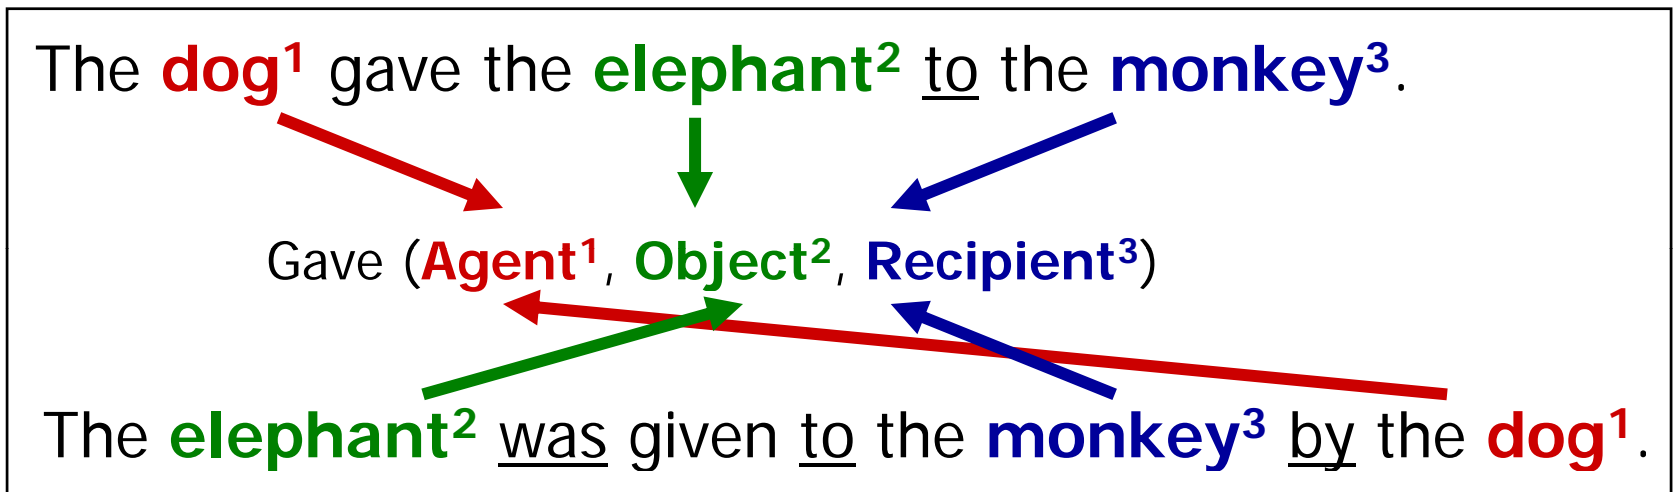 The dog¹ gave the elephant² to the monkey³.
Gave (Agent¹, Object², Recipient³)
The elephant² was given to the monkey³ by the dog¹.